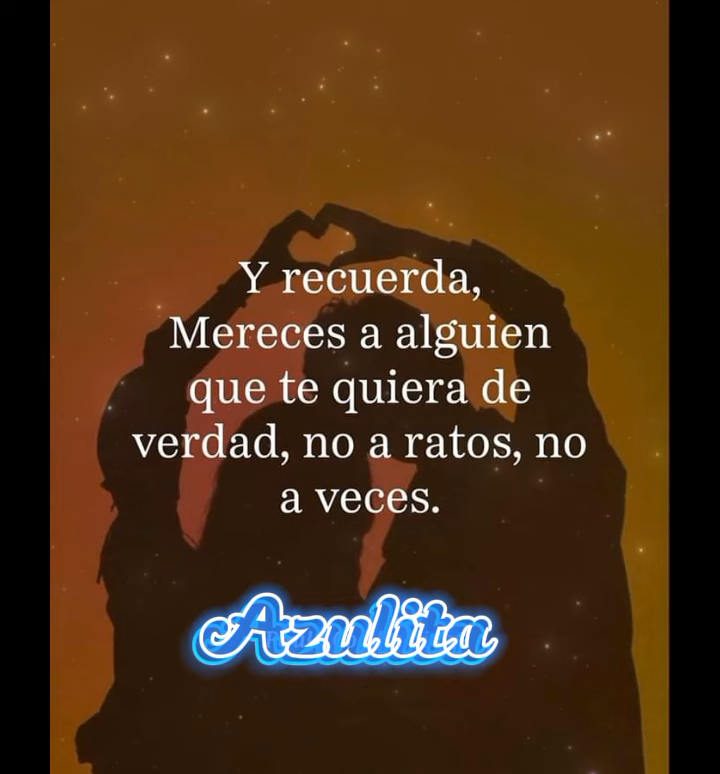 Y recuerda,
Mereces a alguien
que te quiera de
verdad, no a ratos, no
a veces.
Azulita